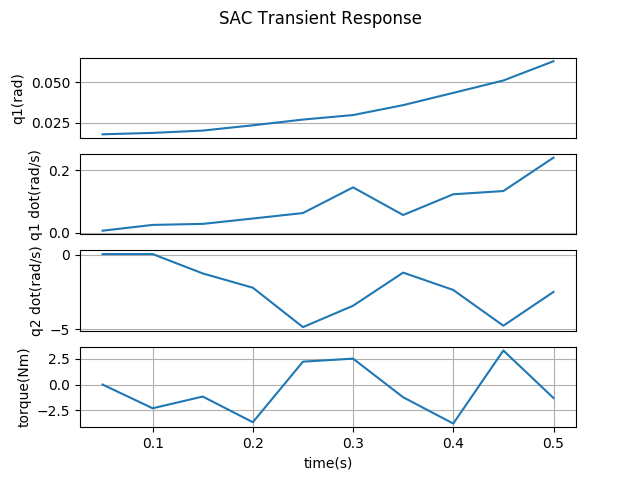 SAC Transient Response
q1(rad)
0.050
0.025
q1 dot(rad/s)
0.2
0.0
q2 dot(rad/s)
0
−5
torque(Nm)
2.5
0.0
−2.5
0.1 0.2 0.3 0.4 0.5
time(s)